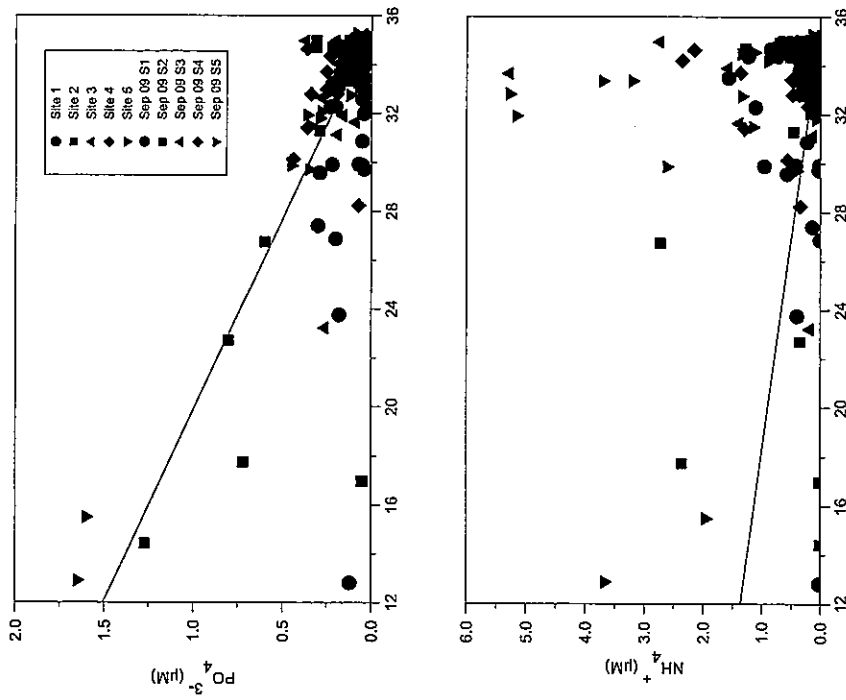 2.0
1.5
1.0
0.5
0.0
PO₄³⁻ (µM)
12
16
20
24
28
32
36
Site 1
Site 2
Site 3
Site 4
Site 5
Sep 09 S1
Sep 09 S2
Sep 09 S3
Sep 09 S4
Sep 09 S5
6.0
5.0
4.0
3.0
2.0
1.0
0.0
NH₄⁺ (µM)
12
16
20
24
28
32
36